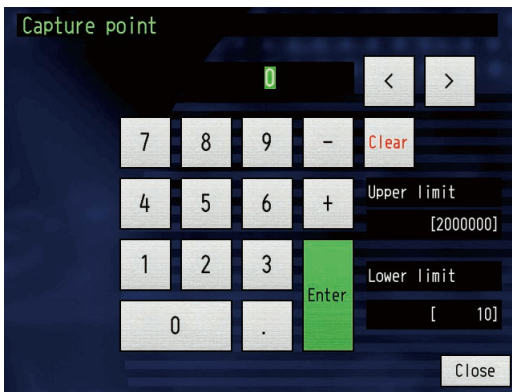 Capture point
0
< >
7 8 9 - Clear
4 5 6 + Upper limit
[2000000]
1 2 3 Enter Lower limit
0 . [ 10]
Close